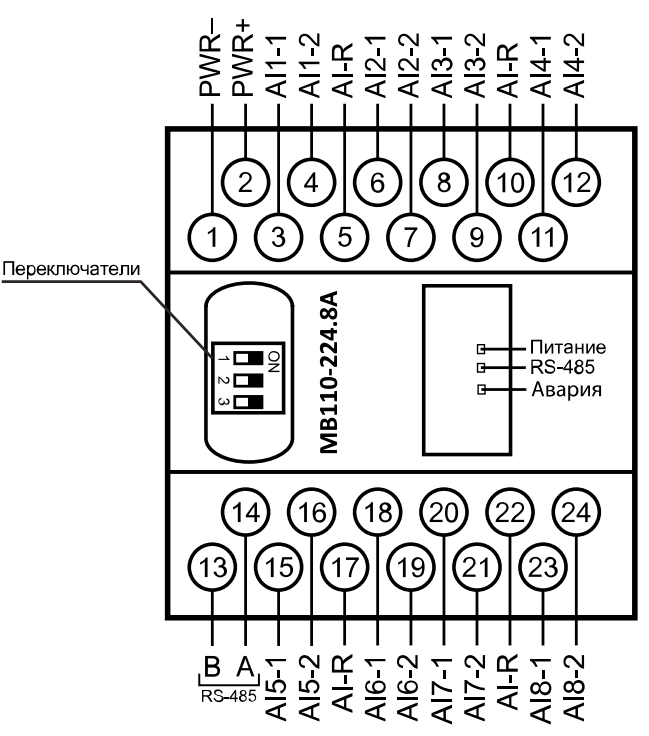 PWR–
PWR+
AI1-1
AI1-2
AI-R
AI2-1
AI2-2
AI3-1
AI3-2
AI-R
AI4-1
AI4-2
2
4
6
8
10
12
1
3
5
7
9
11
Переключатели
ON
1
2
3
МВ110-224.8А
Питание
RS-485
Авария
14
16
18
20
22
24
13
15
17
19
21
23
B A
RS-485
AI5-1
AI5-2
AI-R
AI6-1
AI6-2
AI7-1
AI7-2
AI-R
AI8-1
AI8-2